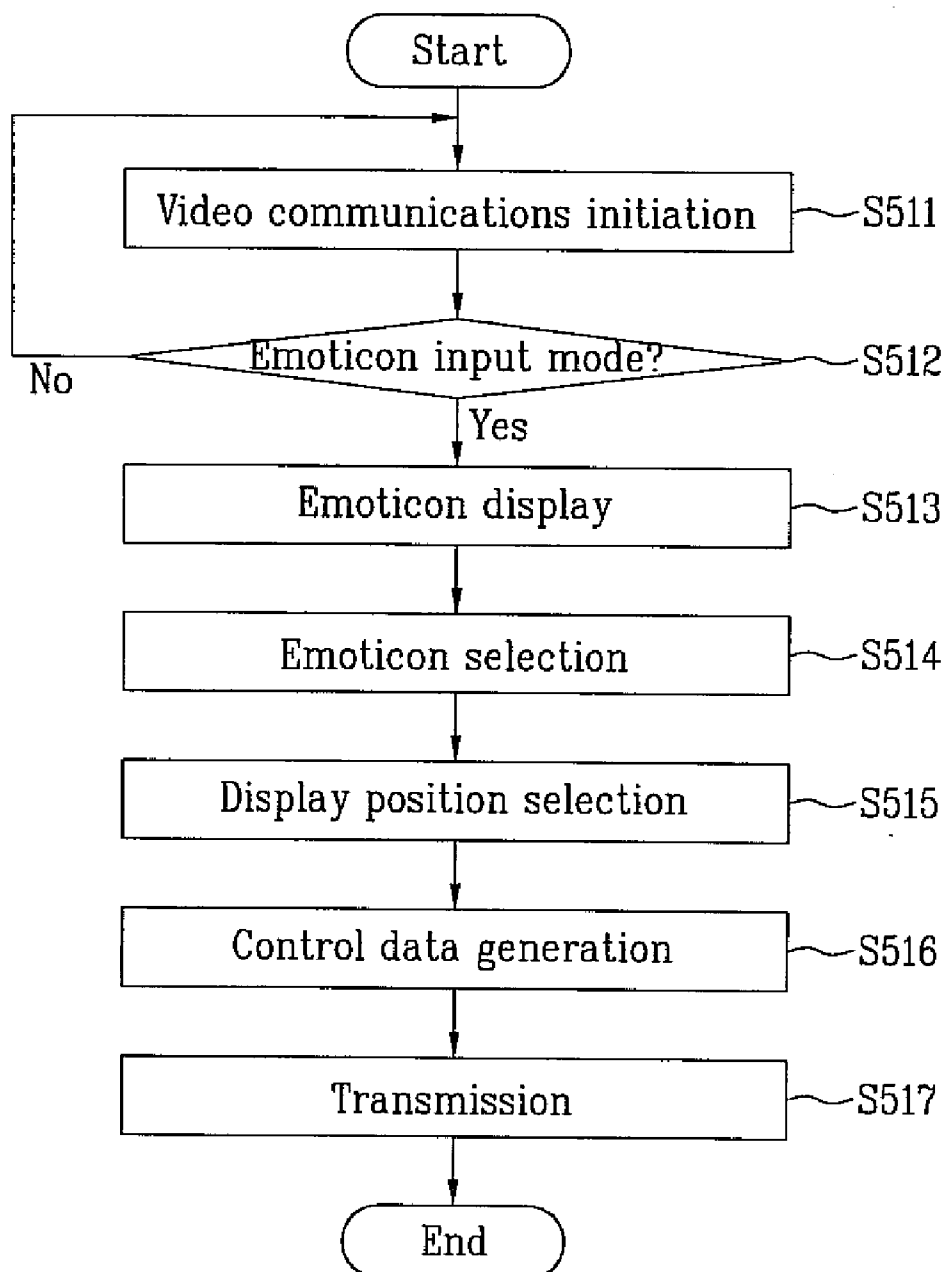 Start
Video communications initiation
S511
Emoticon input mode?
S512
No
Yes
Emoticon display
S513
Emoticon selection
S514
Display position selection
S515
Control data generation
S516
Transmission
S517
End